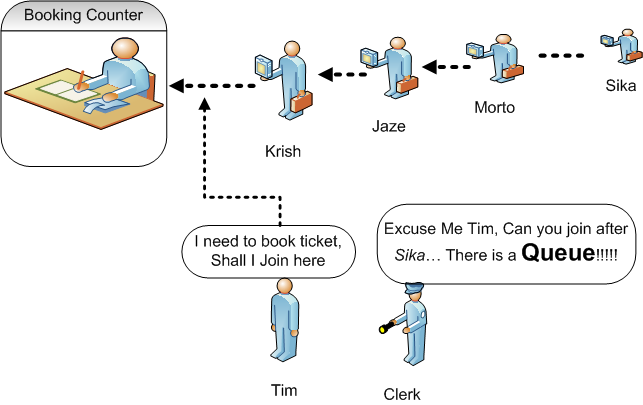 Booking Counter
Krish
Jaze
Morto
Sika
I need to book ticket,
Shall I Join here
Excuse Me Tim, Can you join after
Sika... There is a Queue!!!!!
Tim
Clerk